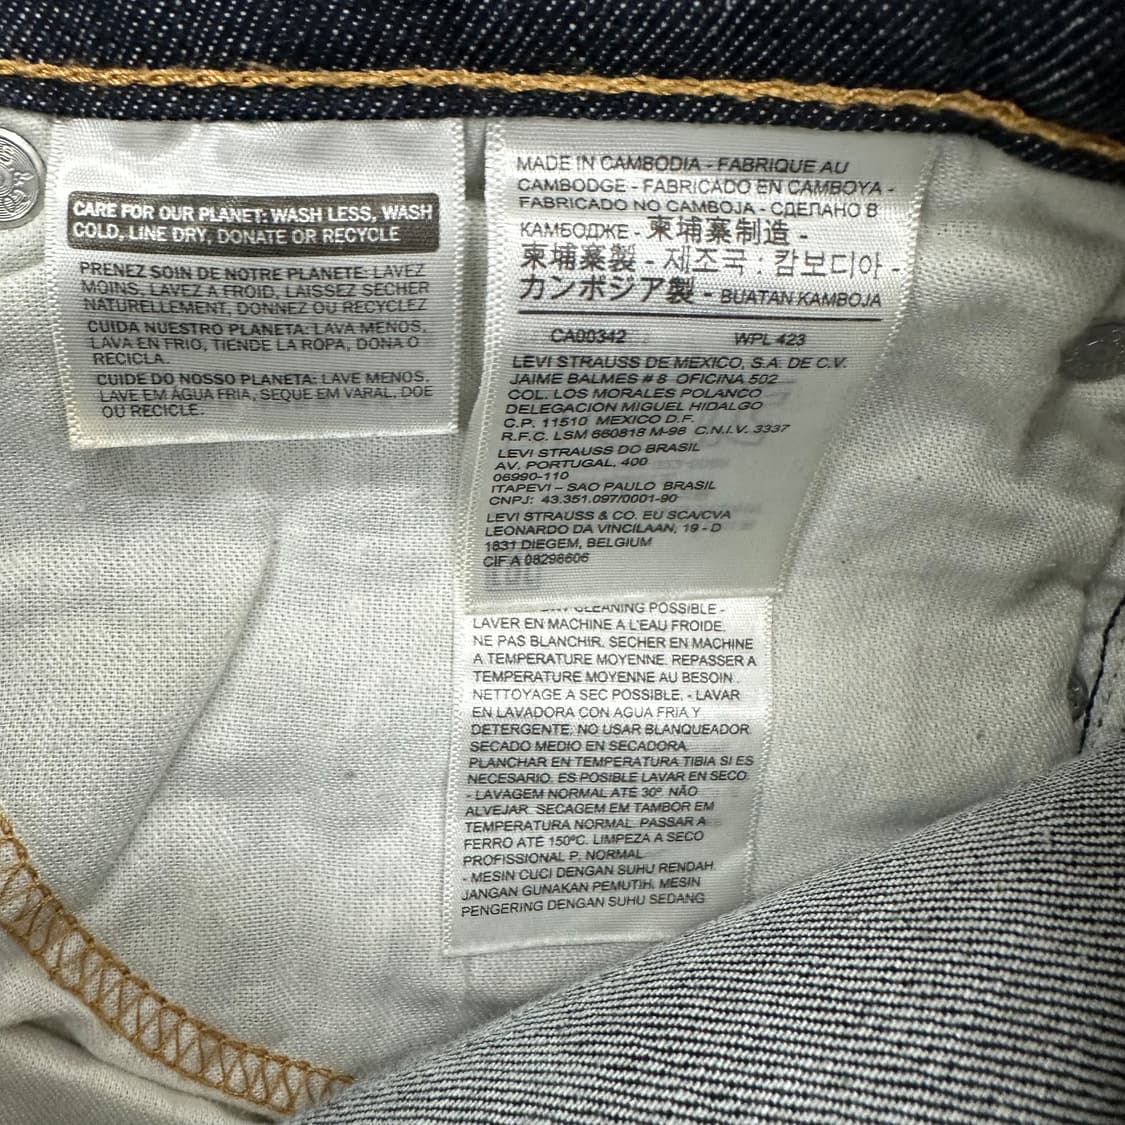 CARE FOR OUR PLANET: WASH LESS, WASH
COLD, LINE DRY, DONATE OR RECYCLE
PRENEZ SOIN DE NOTRE PLANETE: LAVEZ
MOINS, LAVEZ A FROID, LAISSEZ SECHER
NATURELLEMENT, DONNEZ OU RECYCLEZ
CUIDA NUESTRO PLANETA: LAVA MENOS,
LAVA EN FRIO, TIENDE LA ROPA, DONA O
RECICLA.
CUIDE DO NOSSO PLANETA: LAVE MENOS,
LAVE EM ÁGUA FRIA, SEQUE EM VARAL, DOE
OU RECICLE.
MADE IN CAMBODIA - FABRIQUE AU
CAMBODGE - FABRICADO EN CAMBOYA -
FABRICADO NO CAMBOJA - СДЕЛАНО В
КАМБОДЖЕ - 柬埔寨制造 -
柬埔寨製 - 제조국 : 캄보디아 -
カンボジア製 - BUATAN KAMBOJA
CA00342 WPL 423
LEVI STRAUSS DE MEXICO, S.A. DE C.V.
JAIME BALMES # 8 OFICINA 502
COL. LOS MORALES POLANCO
DELEGACION MIGUEL HIDALGO
C.P. 11510 MEXICO D.F.
R.F.C. LSM 660818 M-98 C.N.I.V. 3337
LEVI STRAUSS DO BRASIL
AV. PORTUGAL, 400
06990-110
ITAPEVI – SAO PAULO BRASIL
CNPJ: 43.351.097/0001-90
LEVI STRAUSS & CO. EU SCA/CVA
LEONARDO DA VINCILAAN, 19 - D
1831 DIEGEM, BELGIUM
CIF A 08298606
CLEANING POSSIBLE -
LAVER EN MACHINE A L'EAU FROIDE.
NE PAS BLANCHIR. SECHER EN MACHINE
A TEMPERATURE MOYENNE. REPASSER A
TEMPERATURE MOYENNE AU BESOIN.
NETTOYAGE A SEC POSSIBLE. - LAVAR
EN LAVADORA CON AGUA FRIA Y
DETERGENTE. NO USAR BLANQUEADOR.
SECADO MEDIO EN SECADORA.
PLANCHAR EN TEMPERATURA TIBIA SI ES
NECESARIO. ES POSIBLE LAVAR EN SECO
- LAVAGEM NORMAL ATÉ 30º. NÃO
ALVEJAR. SECAGEM EM TAMBOR EM
TEMPERATURA NORMAL. PASSAR A
FERRO ATÉ 150ºC. LIMPEZA A SECO
PROFISSIONAL P. NORMAL
- MESIN CUCI DENGAN SUHU RENDAH.
JANGAN GUNAKAN PEMUTIH. MESIN
PENGERING DENGAN SUHU SEDANG